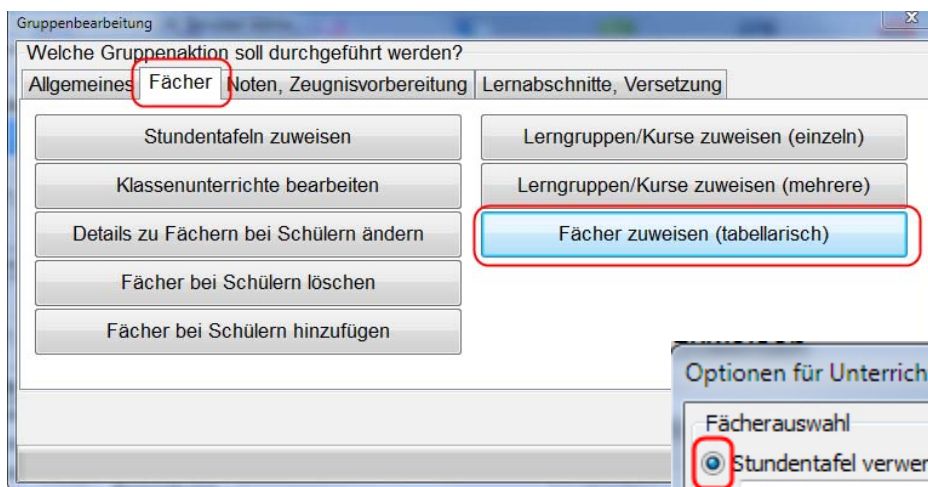 Gruppenbearbeitung
Welche Gruppenaktion soll durchgeführt werden?
Allgemeines Fächer Noten, Zeugnisvorbereitung Lernabschnitte, Versetzung
Stundentafeln zuweisen
Lerngruppen/Kurse zuweisen (einzeln)
Klassenunterrichte bearbeiten
Lerngruppen/Kurse zuweisen (mehrere)
Details zu Fächern bei Schülern ändern
Fächer zuweisen (tabellarisch)
Fächer bei Schülern löschen
Fächer bei Schülern hinzufügen
Optionen für Unterrich
Fächerauswahl
Stundentafel verwer